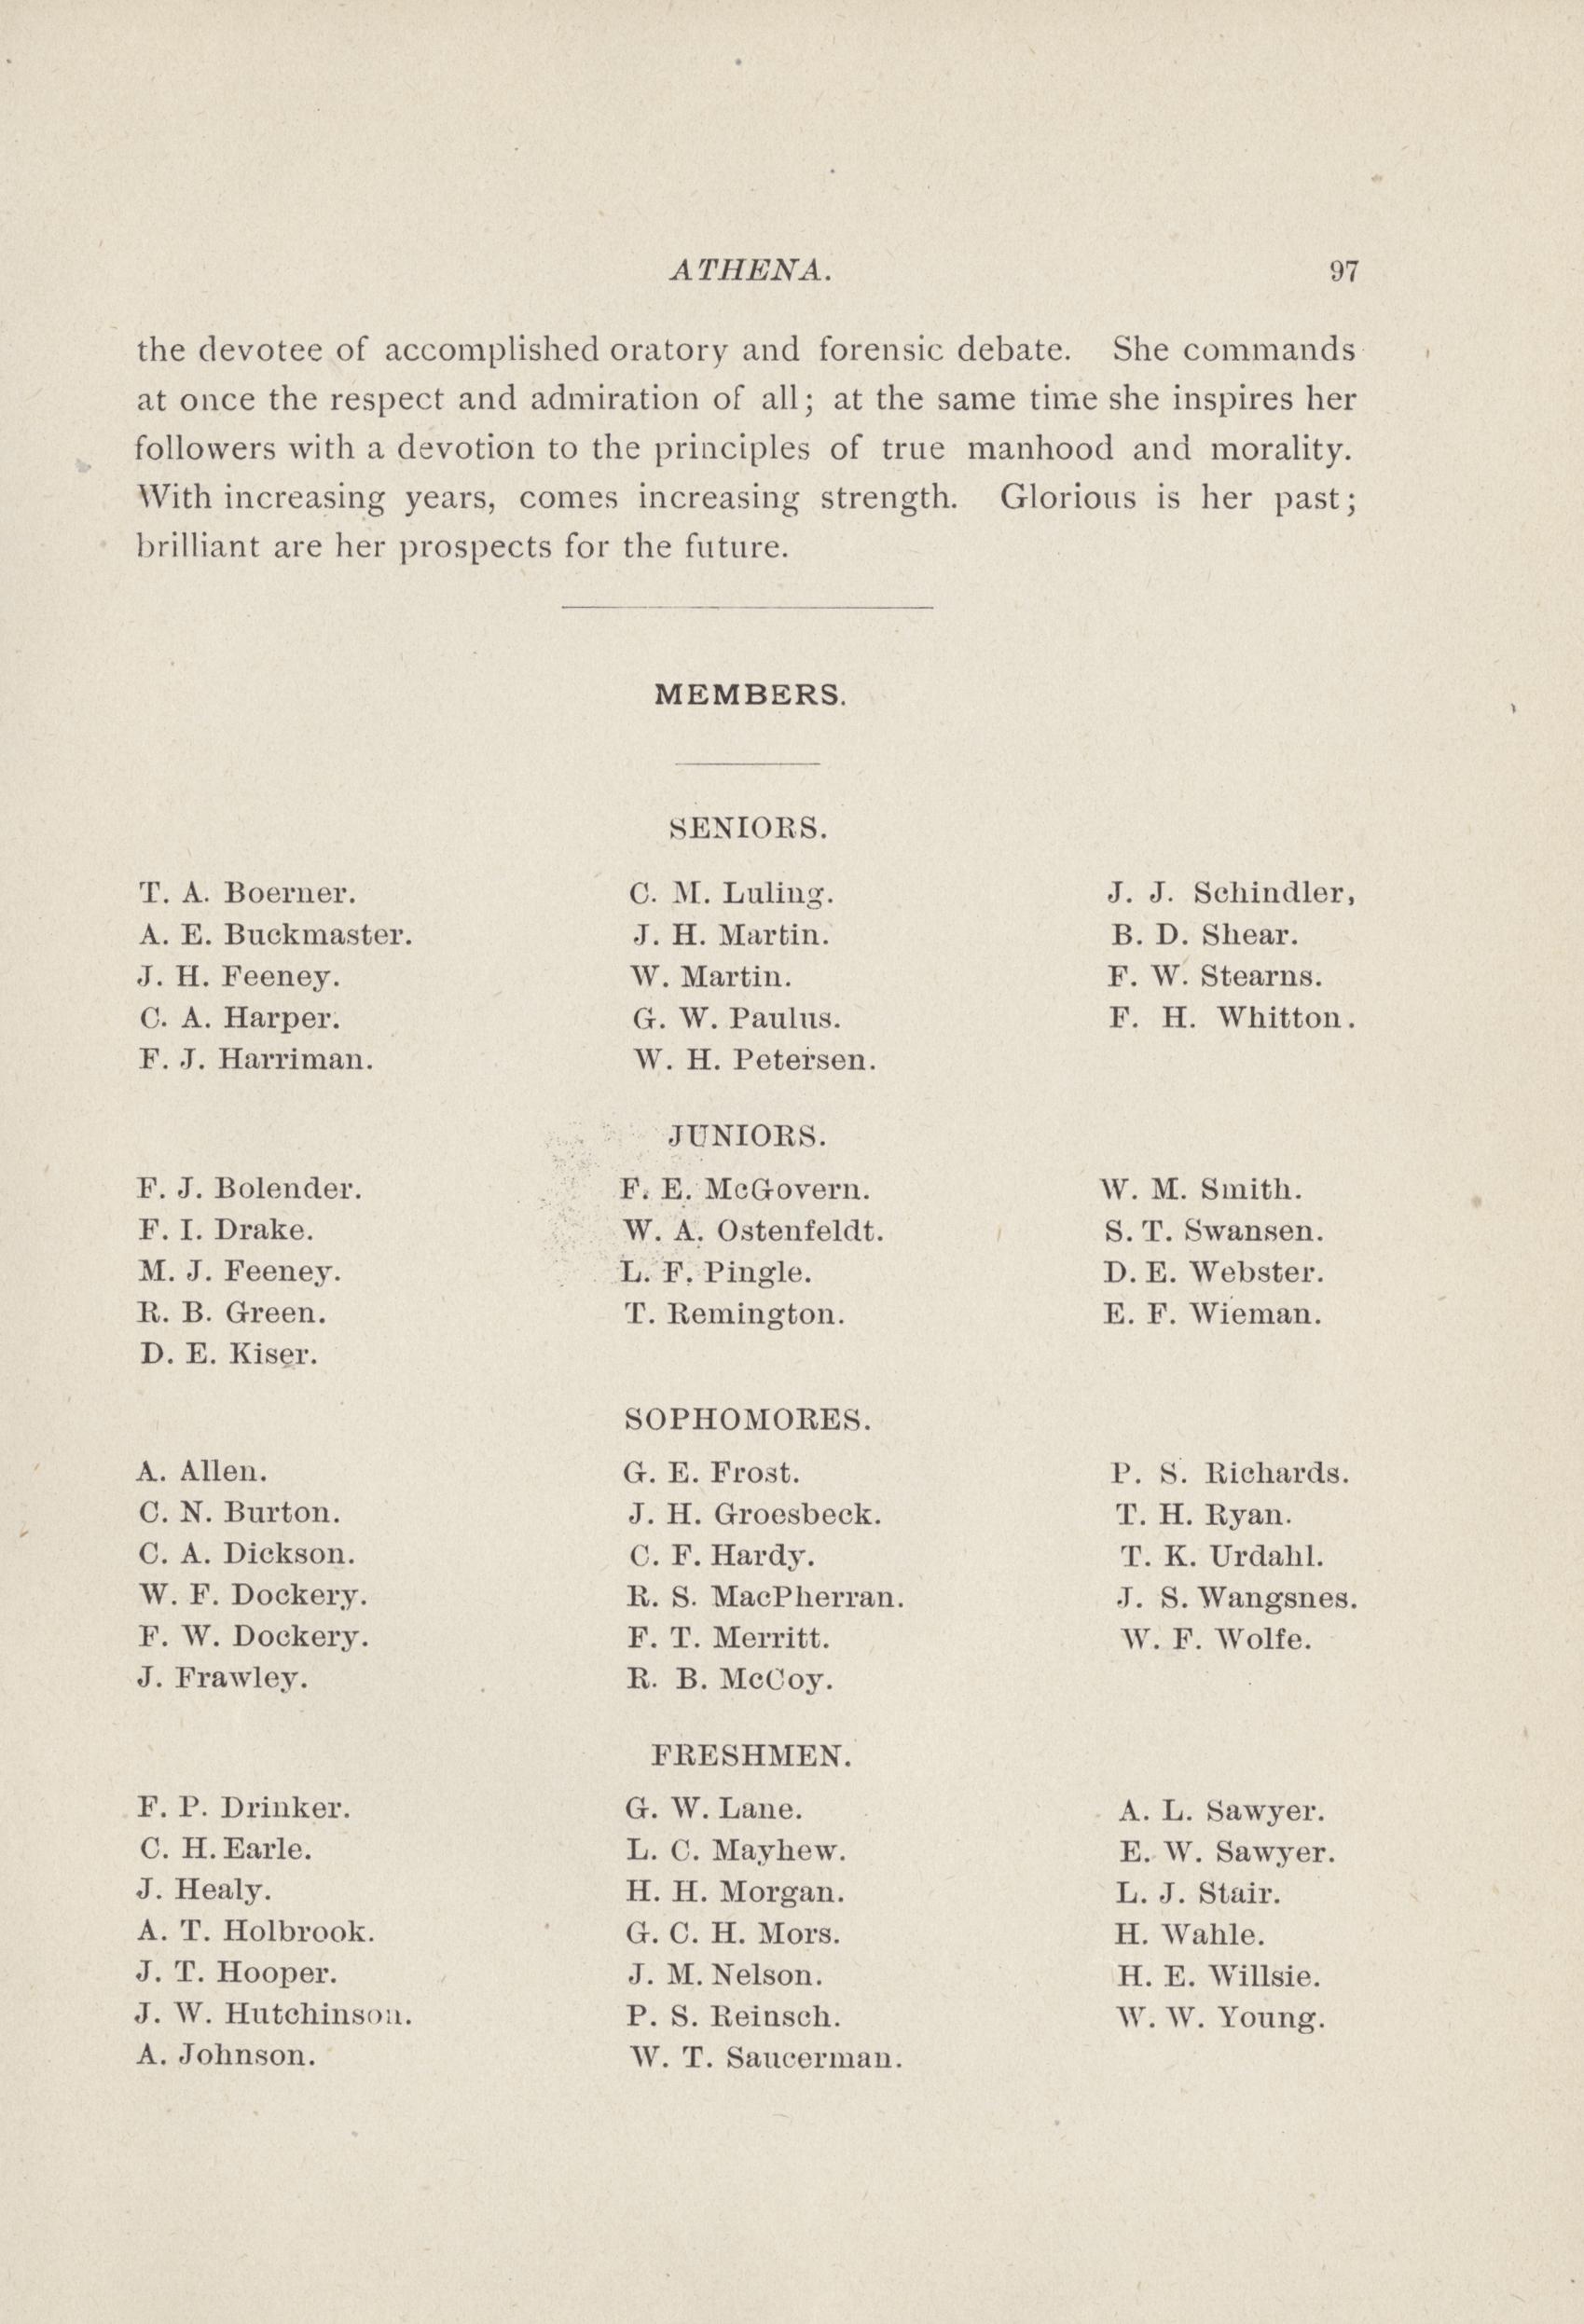 ATHENA. 97
the devotee of accomplished oratory and forensic debate. She commands
at once the respect and admiration of all; at the same time she inspires her
followers with a devotion to the principles of true manhood and morality.
With increasing years, comes increasing strength. Glorious is her past;
brilliant are her prospects for the future.
MEMBERS.
SENIORS.
T. A. Boerner. C. M. Luling. J. J. Schindler,
A. E. Buckmaster. J. H. Martin. B. D. Shear.
J. H. Feeney. W. Martin. F. W. Stearns.
C. A. Harper. G. W. Paulus. F. H. Whitton.
F. J. Harriman. W. H. Petersen.
JUNIORS.
F. J. Bolender. F. E. McGovern. W. M. Smith.
F. I. Drake. W. A. Ostenfeldt. S. T. Swansen.
M. J. Feeney. L. F. Pingle. D. E. Webster.
R. B. Green. T. Remington. E. F. Wieman.
D. E. Kiser.
SOPHOMORES.
A. Allen. G. E. Frost. P. S. Richards.
C. N. Burton. J. H. Groesbeck. T. H. Ryan.
C. A. Dickson. C. F. Hardy. T. K. Urdahl.
W. F. Dockery. R. S. MacPherran. J. S. Wangsnes.
F. W. Dockery. F. T. Merritt. W. F. Wolfe.
J. Frawley. R. B. McCoy.
FRESHMEN.
F. P. Drinker. G. W. Lane. A. L. Sawyer.
C. H. Earle. L. C. Mayhew. E. W. Sawyer.
J. Healy. H. H. Morgan. L. J. Stair.
A. T. Holbrook. G. C. H. Mors. H. Wahle.
J. T. Hooper. J. M. Nelson. H. E. Willsie.
J. W. Hutchinson. P. S. Reinsch. W. W. Young.
A. Johnson. W. T. Saucerman.